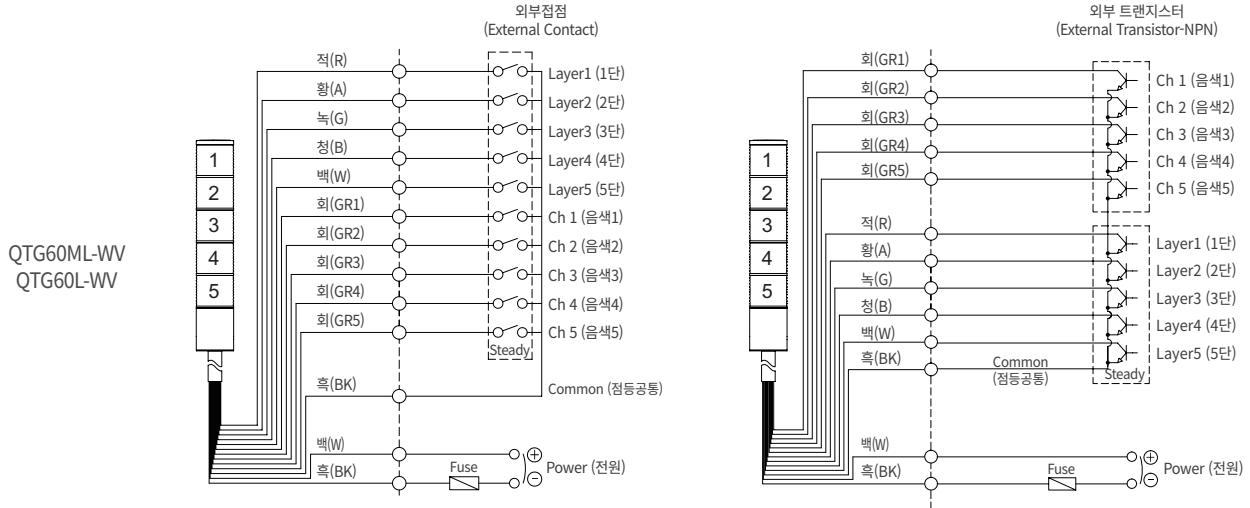 외부접점
(External Contact)
적(R)
황(A)
녹(G)
청(B)
백(W)
회(GR1)
회(GR2)
회(GR3)
회(GR4)
회(GR5)
흑(BK)
백(W)
흑(BK)
Layer1 (1단)
Layer2 (2단)
Layer3 (3단)
Layer4 (4단)
Layer5 (5단)
Ch 1 (음색1)
Ch 2 (음색2)
Ch 3 (음색3)
Ch 4 (음색4)
Ch 5 (음색5)
Steady
Common (점등공통)
Fuse
+
−
Power (전원)
1
2
3
4
5
QTG60ML-WV
QTG60L-WV
외부 트랜지스터
(External Transistor-NPN)
회(GR1)
회(GR2)
회(GR3)
회(GR4)
회(GR5)
적(R)
황(A)
녹(G)
청(B)
백(W)
흑(BK)
백(W)
흑(BK)
Ch 1 (음색1)
Ch 2 (음색2)
Ch 3 (음색3)
Ch 4 (음색4)
Ch 5 (음색5)
Layer1 (1단)
Layer2 (2단)
Layer3 (3단)
Layer4 (4단)
Layer5 (5단)
Common
(점등공통)
Steady
Fuse
+
−
Power (전원)
1
2
3
4
5